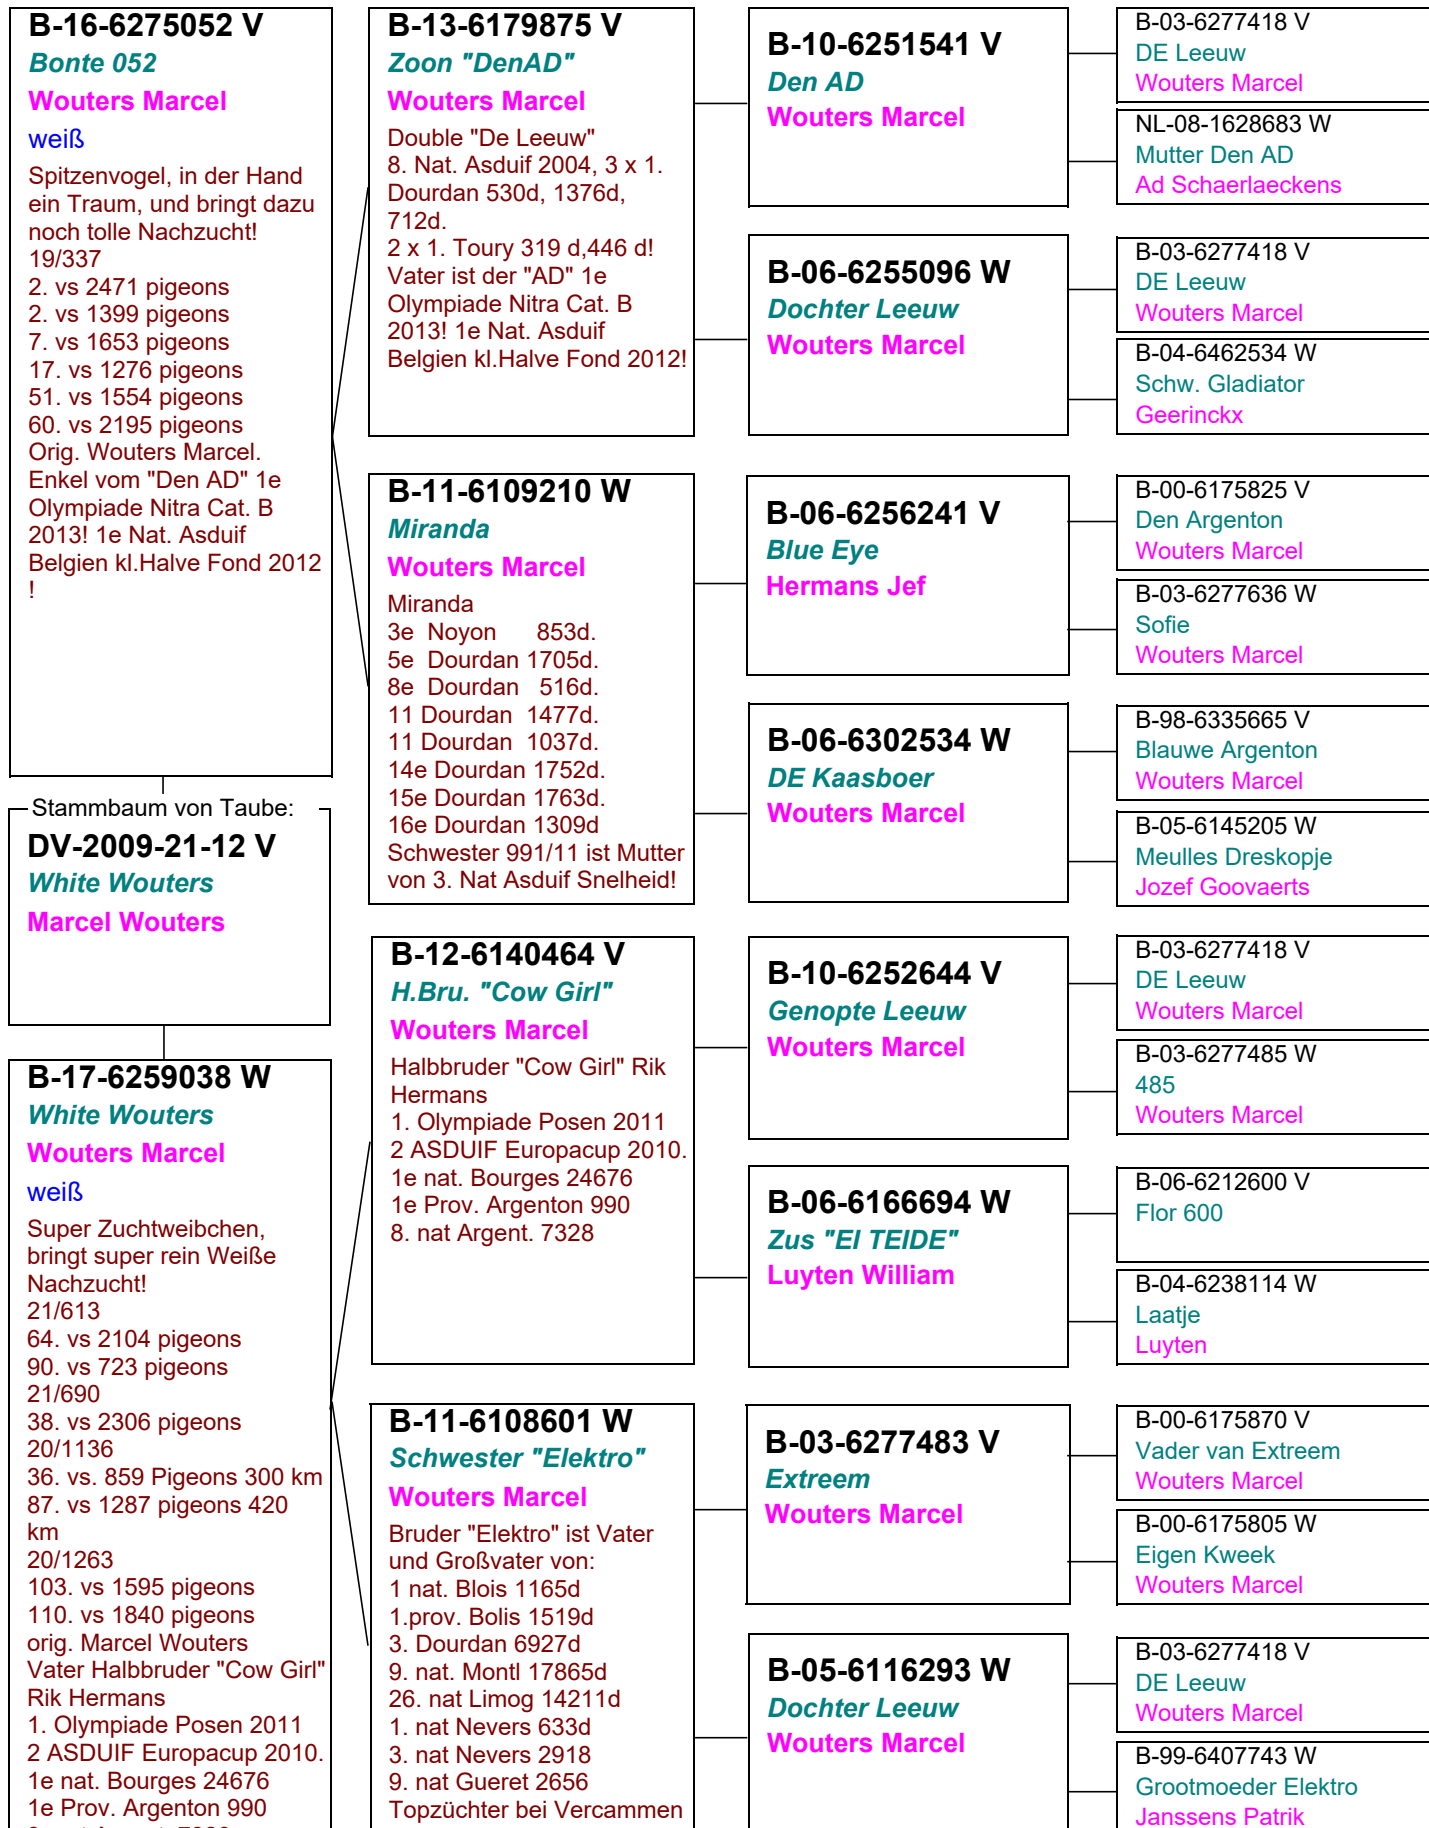 B-16-6275052 V
Bonte 052
Wouters Marcel
weiß
Spitzenvogel, in der Hand
ein Traum, und bringt dazu
noch tolle Nachzucht!
19/337
2. vs 2471 pigeons
2. vs 1399 pigeons
7. vs 1653 pigeons
17. vs 1276 pigeons
51. vs 1554 pigeons
60. vs 2195 pigeons
Orig. Wouters Marcel.
Enkel vom "Den AD" 1e
Olympiade Nitra Cat. B
2013! 1e Nat. Asduif
Belgien kl.Halve Fond 2012
!
Stammbaum von Taube:
DV-2009-21-12 V
White Wouters
Marcel Wouters
B-17-6259038 W
White Wouters
Wouters Marcel
weiß
Super Zuchtweibchen,
bringt super rein Weiße
Nachzucht!
21/613
64. vs 2104 pigeons
90. vs 723 pigeons
21/690
38. vs 2306 pigeons
20/1136
36. vs. 859 Pigeons 300 km
87. vs 1287 pigeons 420
km
20/1263
103. vs 1595 pigeons
110. vs 1840 pigeons
orig. Marcel Wouters
Vater Halbbruder "Cow Girl"
Rik Hermans
1. Olympiade Posen 2011
2 ASDUIF Europacup 2010.
1e nat. Bourges 24676
1e Prov. Argenton 990
B-13-6179875 V
Zoon "DenAD"
Wouters Marcel
Double "De Leeuw"
8. Nat. Asduif 2004, 3 x 1.
Dourdan 530d, 1376d,
712d.
2 x 1. Toury 319 d,446 d!
Vater ist der "AD" 1e
Olympiade Nitra Cat. B
2013! 1e Nat. Asduif
Belgien kl.Halve Fond 2012!
B-11-6109210 W
Miranda
Wouters Marcel
Miranda
3e Noyon 853d.
5e Dourdan 1705d.
8e Dourdan 516d.
11 Dourdan 1477d.
11 Dourdan 1037d.
14e Dourdan 1752d.
15e Dourdan 1763d.
16e Dourdan 1309d
Schwester 991/11 ist Mutter
von 3. Nat Asduif Snelheid!
B-12-6140464 V
H.Bru. "Cow Girl"
Wouters Marcel
Halbbruder "Cow Girl" Rik
Hermans
1. Olympiade Posen 2011
2 ASDUIF Europacup 2010.
1e nat. Bourges 24676
1e Prov. Argenton 990
8. nat Argent. 7328
B-11-6108601 W
Schwester "Elektro"
Wouters Marcel
Bruder "Elektro" ist Vater
und Großvater von:
1 nat. Blois 1165d
1.prov. Bolis 1519d
3. Dourdan 6927d
9. nat. Montl 17865d
26. nat Limog 14211d
1. nat Nevers 633d
3. nat Nevers 2918
9. nat Gueret 2656
Topzüchter bei Vercammen
B-10-6251541 V
Den AD
Wouters Marcel
B-06-6255096 W
Dochter Leeuw
Wouters Marcel
B-06-6256241 V
Blue Eye
Hermans Jef
B-06-6302534 W
DE Kaasboer
Wouters Marcel
B-10-6252644 V
Genopte Leeuw
Wouters Marcel
B-06-6166694 W
Zus "El TEIDE"
Luyten William
B-03-6277483 V
Extreem
Wouters Marcel
B-05-6116293 W
Dochter Leeuw
Wouters Marcel
B-03-6277418 V
DE Leeuw
Wouters Marcel
NL-08-1628683 W
Mutter Den AD
Ad Schaerlaeckens
B-03-6277418 V
DE Leeuw
Wouters Marcel
B-04-6462534 W
Schw. Gladiator
Geerinckx
B-00-6175825 V
Den Argenton
Wouters Marcel
B-03-6277636 W
Sofie
Wouters Marcel
B-98-6335665 V
Blauwe Argenton
Wouters Marcel
B-05-6145205 W
Meulles Dreskopje
Jozef Goovaerts
B-03-6277418 V
DE Leeuw
Wouters Marcel
B-03-6277485 W
485
Wouters Marcel
B-06-6212600 V
Flor 600
B-04-6238114 W
Laatje
Luyten
B-00-6175870 V
Vader van Extreem
Wouters Marcel
B-00-6175805 W
Eigen Kweek
Wouters Marcel
B-03-6277418 V
DE Leeuw
Wouters Marcel
B-99-6407743 W
Grootmoeder Elektro
Janssens Patrik